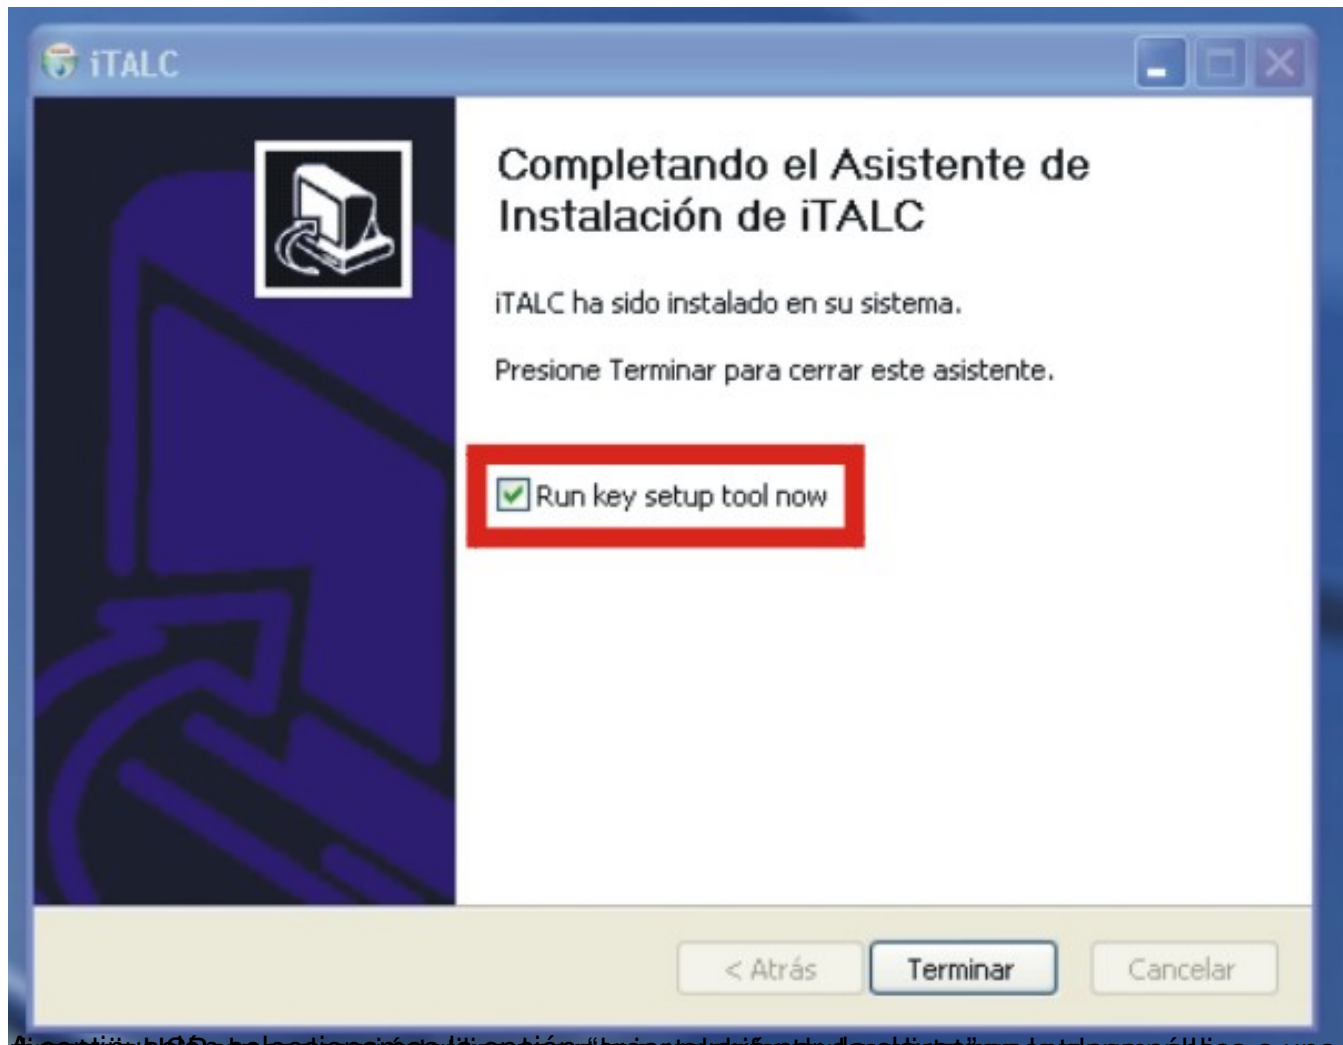 iTALC
Completando el Asistente de
Instalación de iTALC
iTALC ha sido instalado en su sistema.
Presione Terminar para cerrar este asistente.
Run key setup tool now
< Atrás Terminar Cancelar